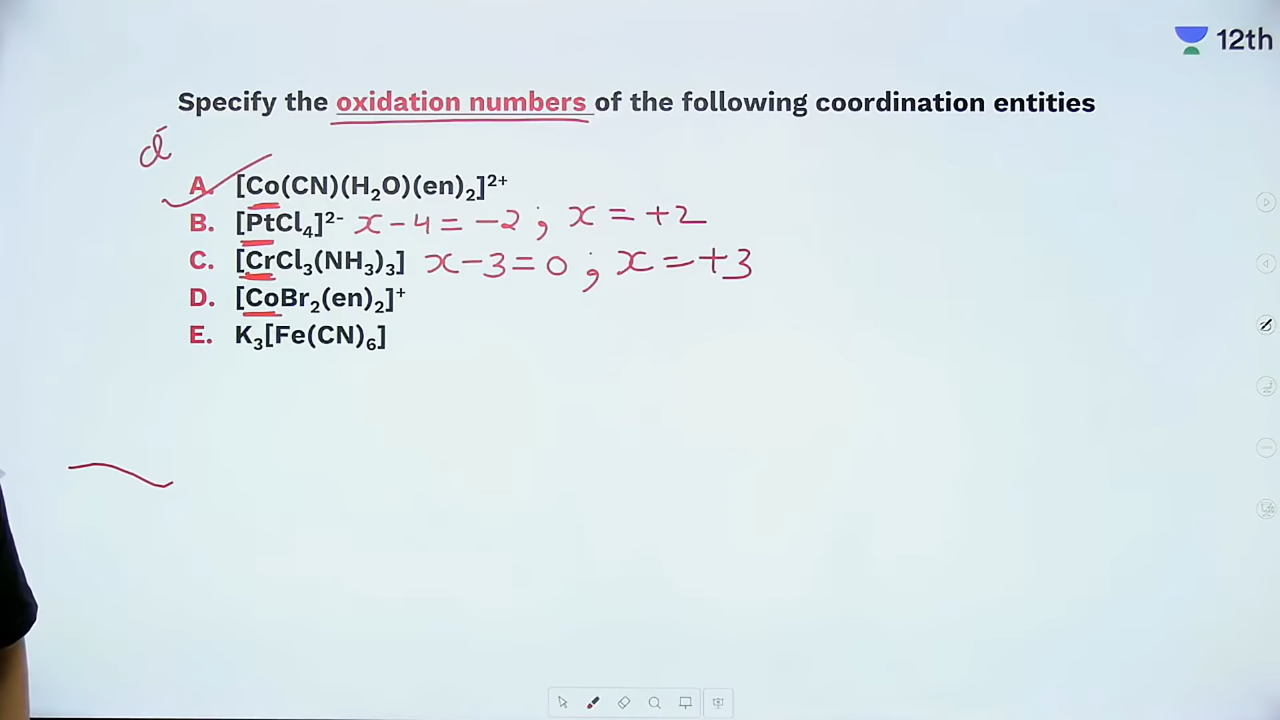 12th
Specify the oxidation numbers of the following coordination entities
A. [Co(CN)(H₂O)(en)₂]²⁺
B. [PtCl₄]²⁻ x - 4 = -2 ; x = +2
C. [CrCl₃(NH₃)₃] x - 3 = 0 ; x = +3
D. [CoBr₂(en)₂]⁺
E. K₃[Fe(CN)₆]